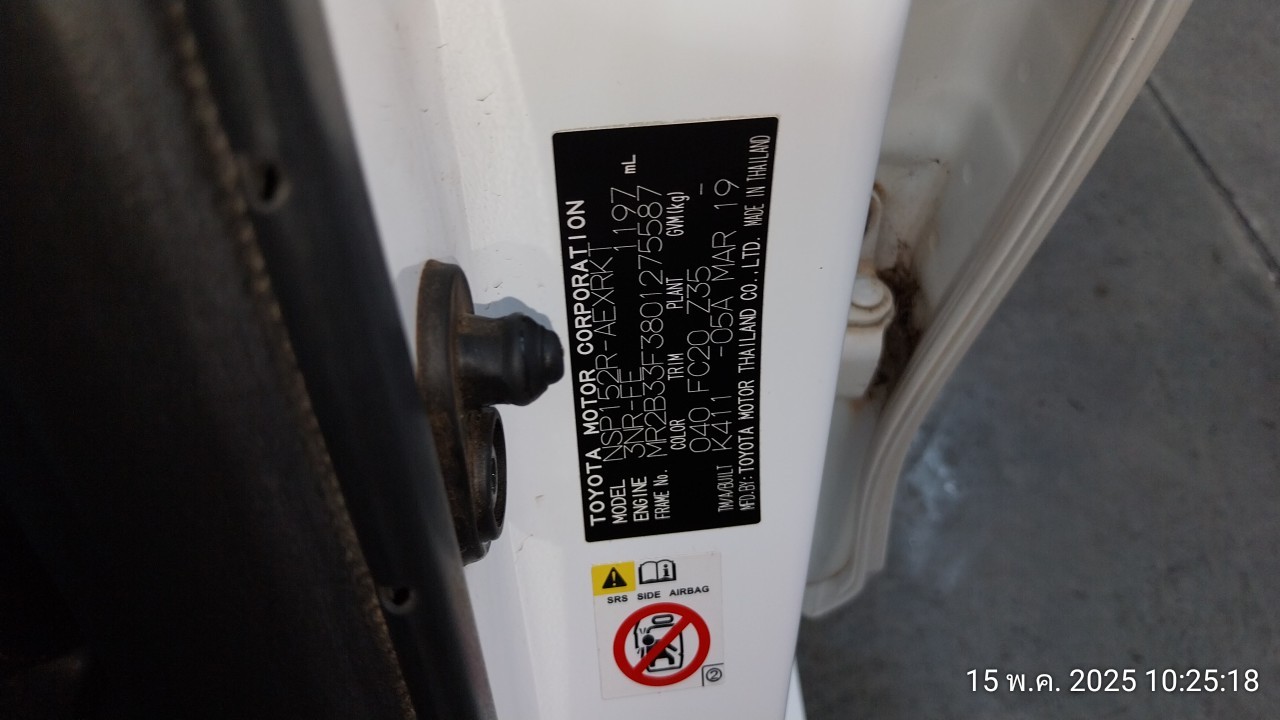 TOYOTA MOTOR CORPORATION
MODEL NSP152R-AEXRKT
ENGINE 3NR-FE 1197 mL
FRAME No. MR2B33F3801275587
COLOR TRIM PLANT GVM(kg)
040 FC20 Z35 -
TM/A/BUILT K411 -05A MAR 19
MFD.BY:TOYOTA MOTOR THAILAND CO.,LTD. MADE IN THAILAND
SRS SIDE AIRBAG
②
15 พ.ค. 2025 10:25:18